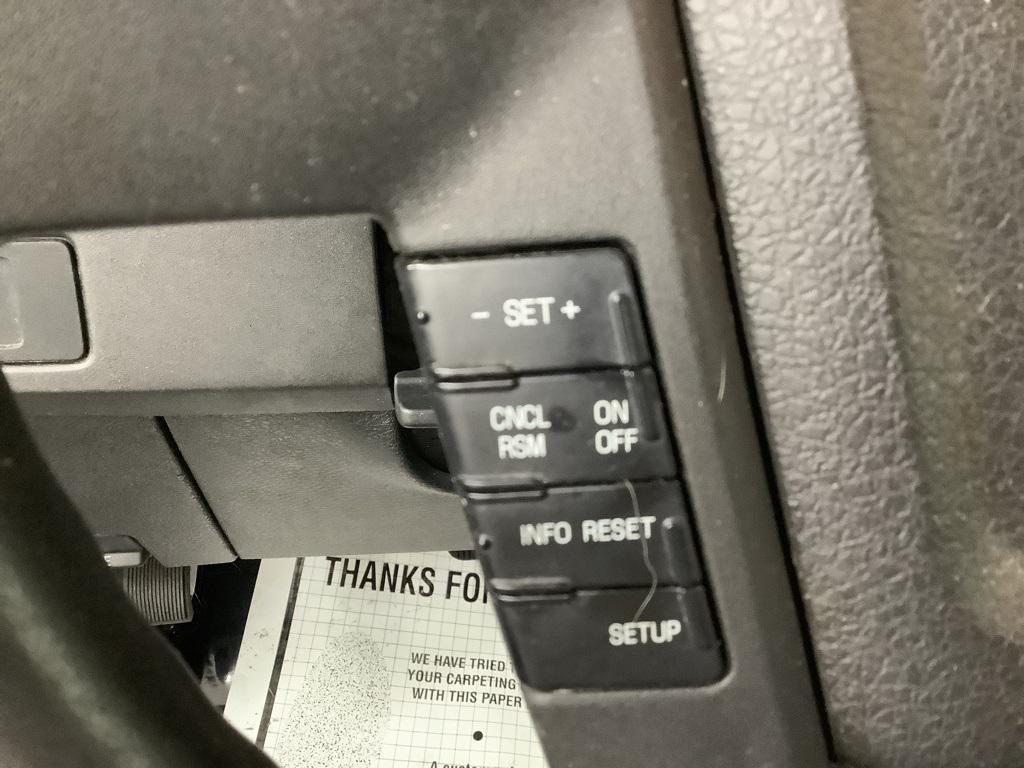 - SET +
CNCL ON
RSM OFF
INFO RESET
SETUP
THANKS FO
WE HAVE TRIED
YOUR CARPETING
WITH THIS PAPER